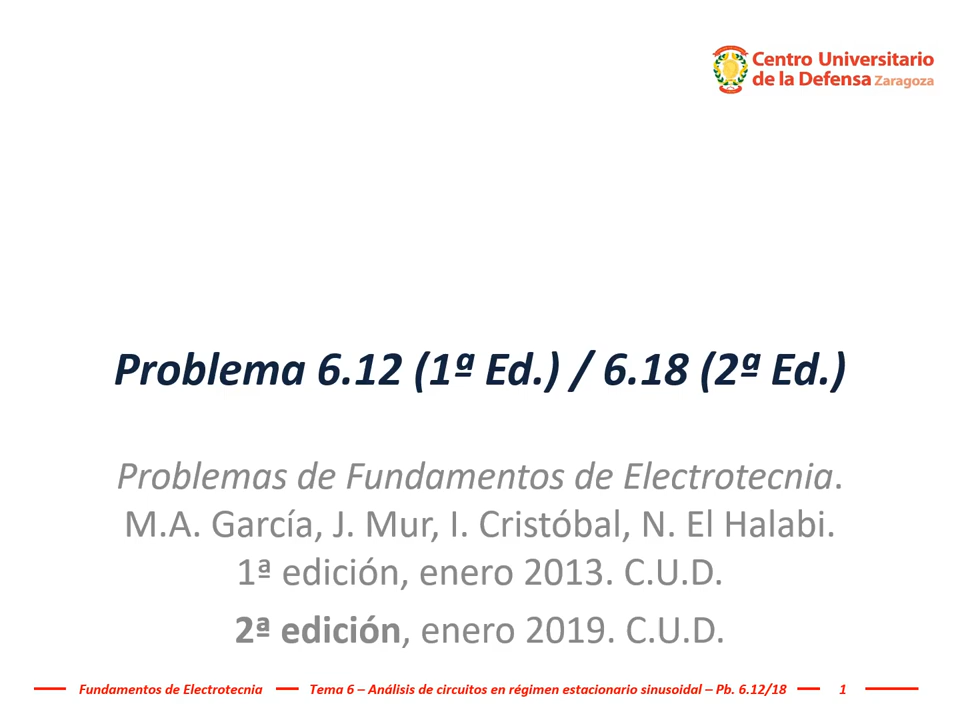 Centro Universitario
de la Defensa Zaragoza
Problema 6.12 (1ª Ed.) / 6.18 (2ª Ed.)
Problemas de Fundamentos de Electrotecnia.
M.A. García, J. Mur, I. Cristóbal, N. El Halabi.
1ª edición, enero 2013. C.U.D.
2ª edición, enero 2019. C.U.D.
Fundamentos de Electrotecnia Tema 6 – Análisis de circuitos en régimen estacionario sinusoidal – Pb. 6.12/18 1